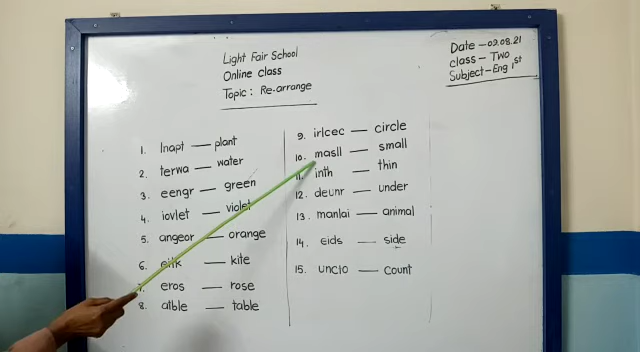 Light Fair School
Online class
Topic: Re-arrange
Date - 02.08.21
class - Two
Subject - Eng 1st
1. lnapt — plant
2. terwa — water
3. eengr — green
4. iovlet — violet
5. angeor — orange
6. — kite
7. eros — rose
8. atble — table
9. irlcec — circle
10. masll — small
11. inth — thin
12. deunr — under
13. manlai — animal
14. eids — side
15. uncto — count